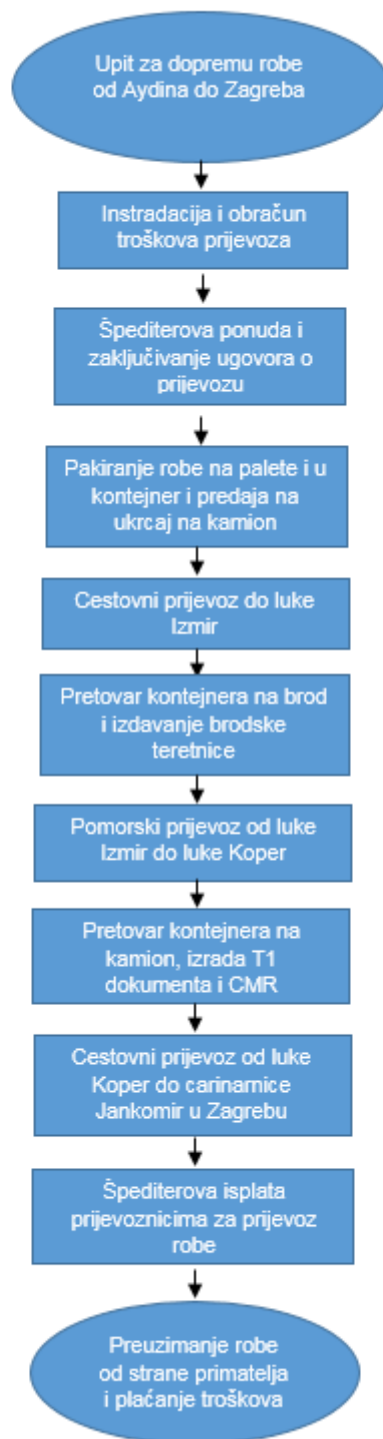 Upit za dopremu robe
od Aydina do Zagreba
Instradacija i obračun
troškova prijevoza
Špediterova ponuda i
zaključivanje ugovora o
prijevozu
Pakiranje robe na palete i u
kontejner i predaja na
ukrcaj na kamion
Cestovni prijevoz do luke
Izmir
Pretovar kontejnera na brod
i izdavanje brodske
teretnice
Pomorski prijevoz od luke
Izmir do luke Koper
Pretovar kontejnera na
kamion, izrada T1
dokumenta i CMR
Cestovni prijevoz od luke
Koper do carinarnice
Jankomir u Zagrebu
Špediterova isplata
prijevoznicima za prijevoz
robe
Preuzimanje robe
od strane primatelja
i plaćanje troškova